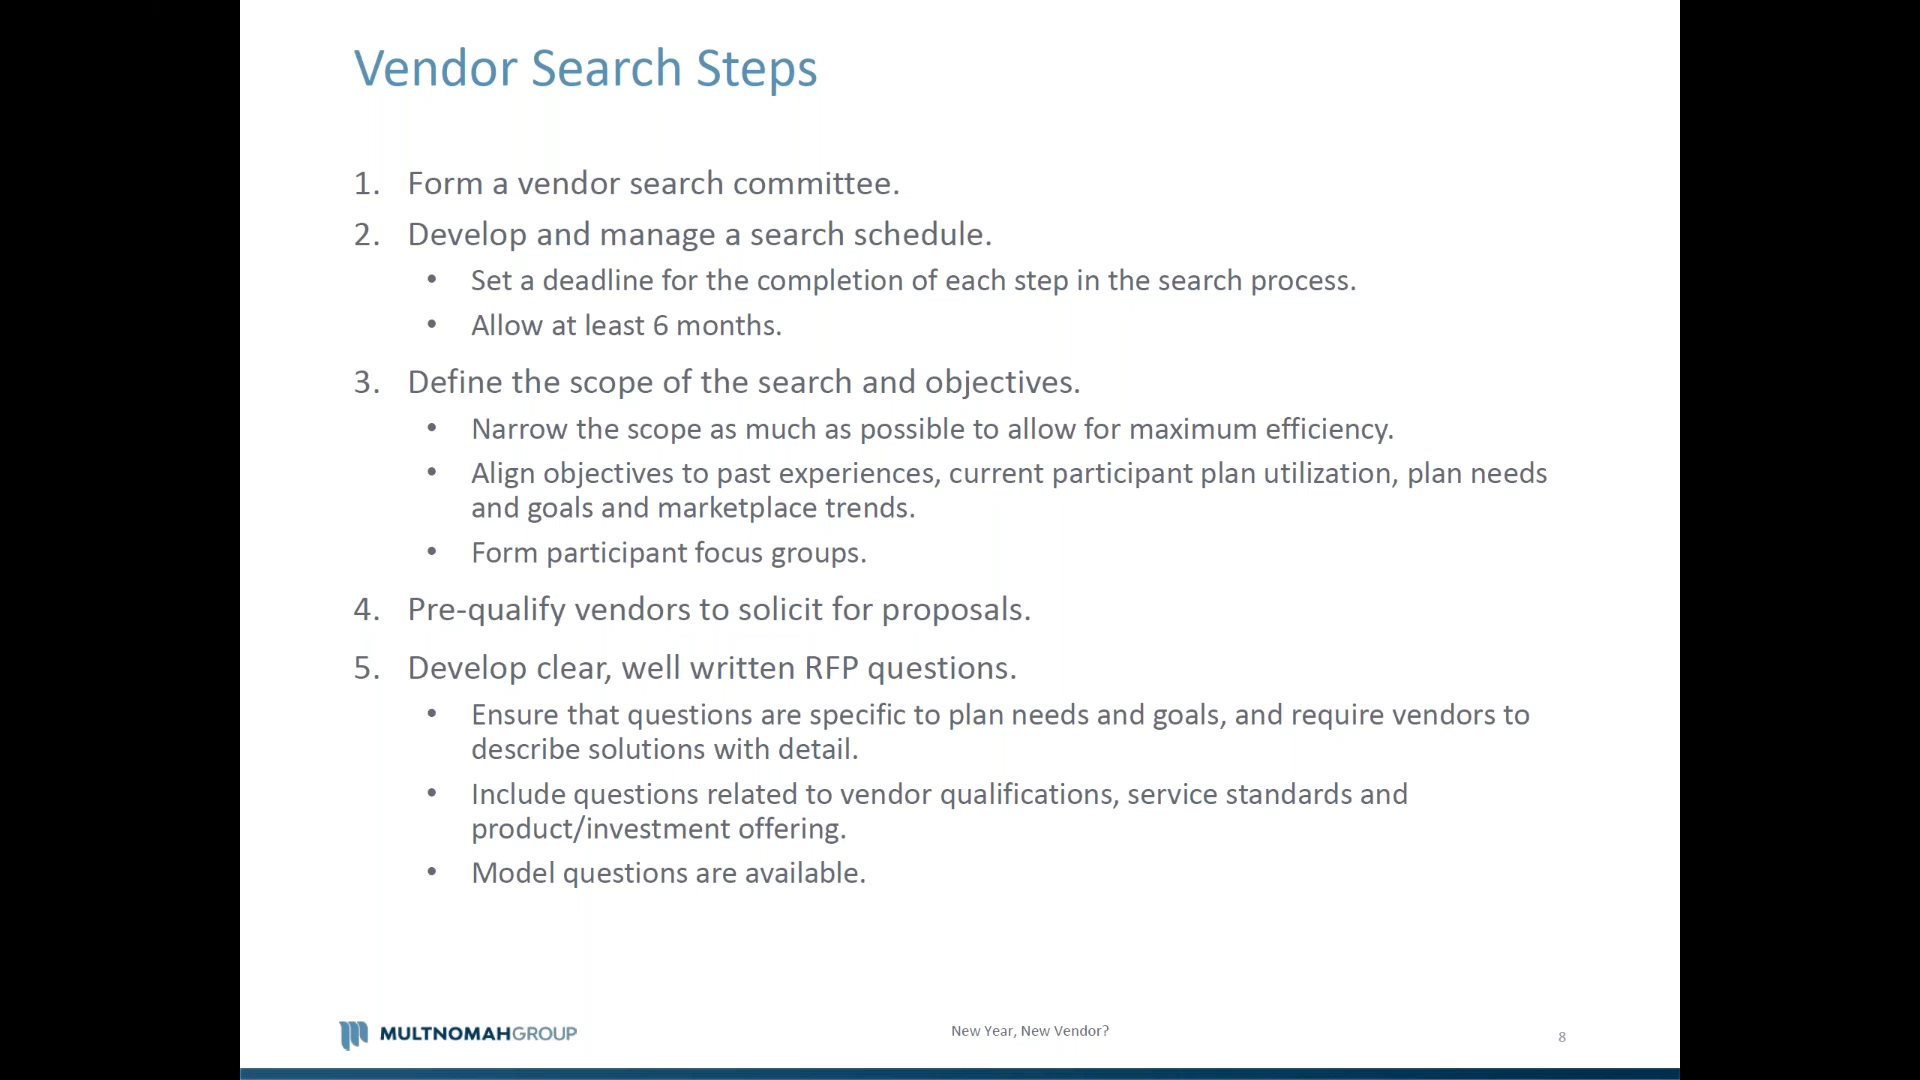 Vendor Search Steps
1. Form a vendor search committee.
2. Develop and manage a search schedule.
• Set a deadline for the completion of each step in the search process.
• Allow at least 6 months.
3. Define the scope of the search and objectives.
• Narrow the scope as much as possible to allow for maximum efficiency.
• Align objectives to past experiences, current participant plan utilization, plan needs
and goals and marketplace trends.
• Form participant focus groups.
4. Pre-qualify vendors to solicit for proposals.
5. Develop clear, well written RFP questions.
• Ensure that questions are specific to plan needs and goals, and require vendors to
describe solutions with detail.
• Include questions related to vendor qualifications, service standards and
product/investment offering.
• Model questions are available.
MULTNOMAHGROUP
New Year, New Vendor?
8